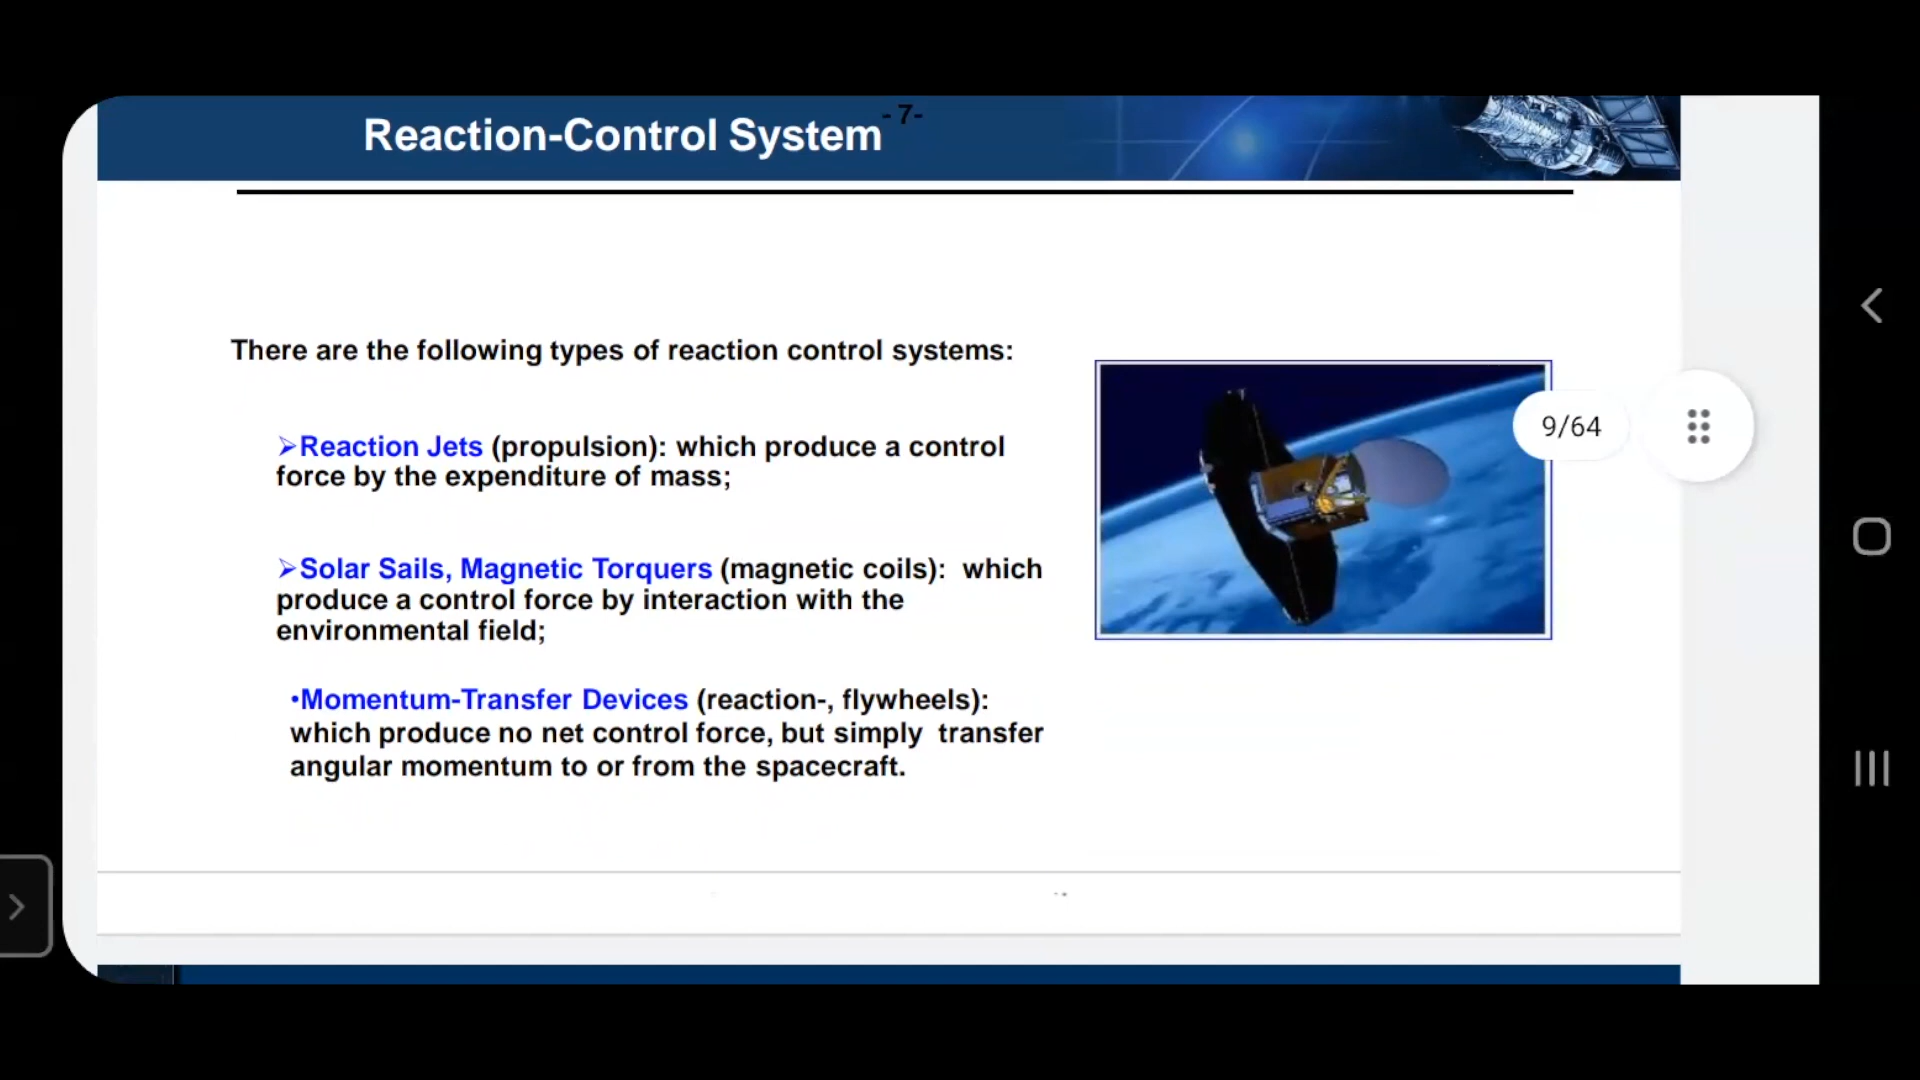 Reaction-Control System
- 7-
There are the following types of reaction control systems:
➢Reaction Jets (propulsion): which produce a control
force by the expenditure of mass;
➢Solar Sails, Magnetic Torquers (magnetic coils):  which
produce a control force by interaction with the
environmental field;
•Momentum-Transfer Devices (reaction-, flywheels):
which produce no net control force, but simply  transfer
angular momentum to or from the spacecraft.
9/64